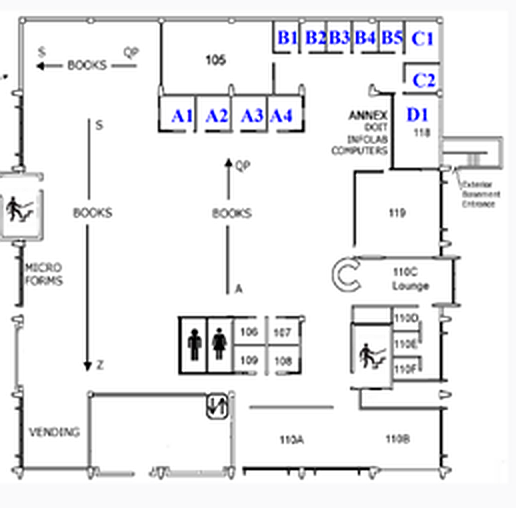 B1 B2 B3 B4 B5 C1
S QP
BOOKS
105
C2
A1 A2 A3 A4
D1
118
ANNEX
DOIT
INFOLAB
COMPUTERS
S
QP
Exterior
Basement
Entrance
BOOKS
BOOKS
119
MICRO
FORMS
110C
Lounge
A
110D
106 107
110E
109 108
110F
Z
VENDING
110A
110B